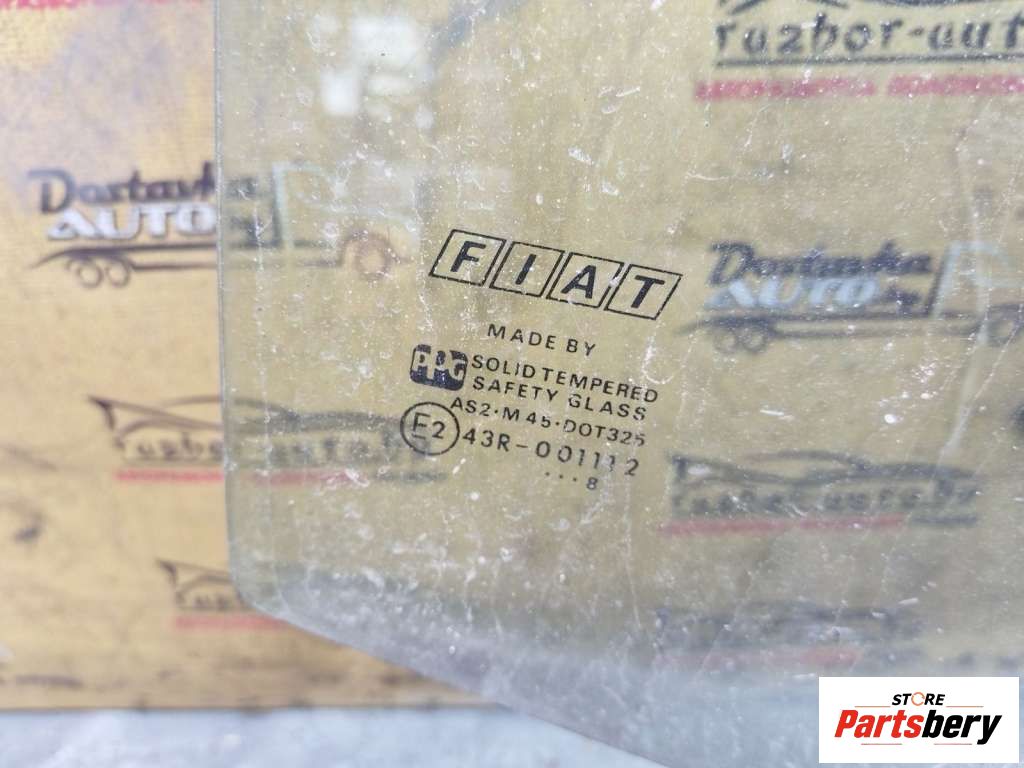 razbor-auto
Dostavka
AUTO
FIAT
Dostavka
AUTO
MADE BY
PPG SOLID TEMPERED
SAFETY GLASS
AS2·M45·DOT325
E2 43R-001112
...8
STORE
Partsbery